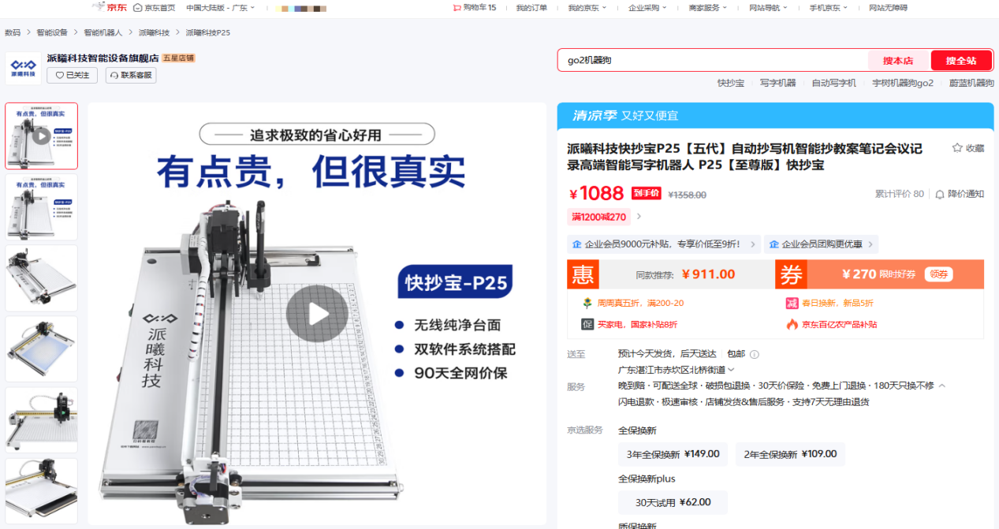 京东
京东首页
中国大陆版 - 广东
购物车 15
我的订单
我的京东
企业采购
商家服务
网站导航
手机京东
网站无障碍
数码 > 智能设备 > 智能机器人 > 派曦科技 > 派曦科技P25
派曦科技
派曦科技智能设备旗舰店 五星店铺
已关注
联系客服
go2机器狗
搜本店
搜全站
快抄宝
写字机器
自动写字机
宇树机器狗go2
蔚蓝机器狗
有点贵，但很真实
有点贵，但很真实
追求极致的省心好用
有点贵，但很真实
快抄宝-P25
无线纯净台面
双软件系统搭配
90天全网价保
派曦科技
清凉季 又好又便宜
派曦科技快抄宝P25【五代】自动抄写机智能抄教案笔记会议记
录高端智能写字机器人 P25【至尊版】快抄宝
收藏
¥1088 到手价 ¥1358.00
累计评价 80
降价通知
满1200减270 >
企业会员9000元补贴，专享价低至9折！ >
企业会员团购更优惠 >
惠 同款推荐: ¥911.00
券 ¥270 限时好券 领券
周周真五折，满200-20
减 春日换新，新品5折
促 买家电，国家补贴8折
京东百亿农产品补贴
送至 预计今天发货，后天送达 包邮
广东湛江市赤坎区北桥街道
服务 晚到赔 · 可配送全球 · 破损包退换 · 30天价保险 · 免费上门退换 · 180天只换不修
闪电退款 · 极速审核 · 店铺发货&售后服务 · 支持7天无理由退货
京选服务 全保换新
3年全保换新 ¥149.00
2年全保换新 ¥109.00
全保换新plus
30天试用 ¥62.00
质保换新